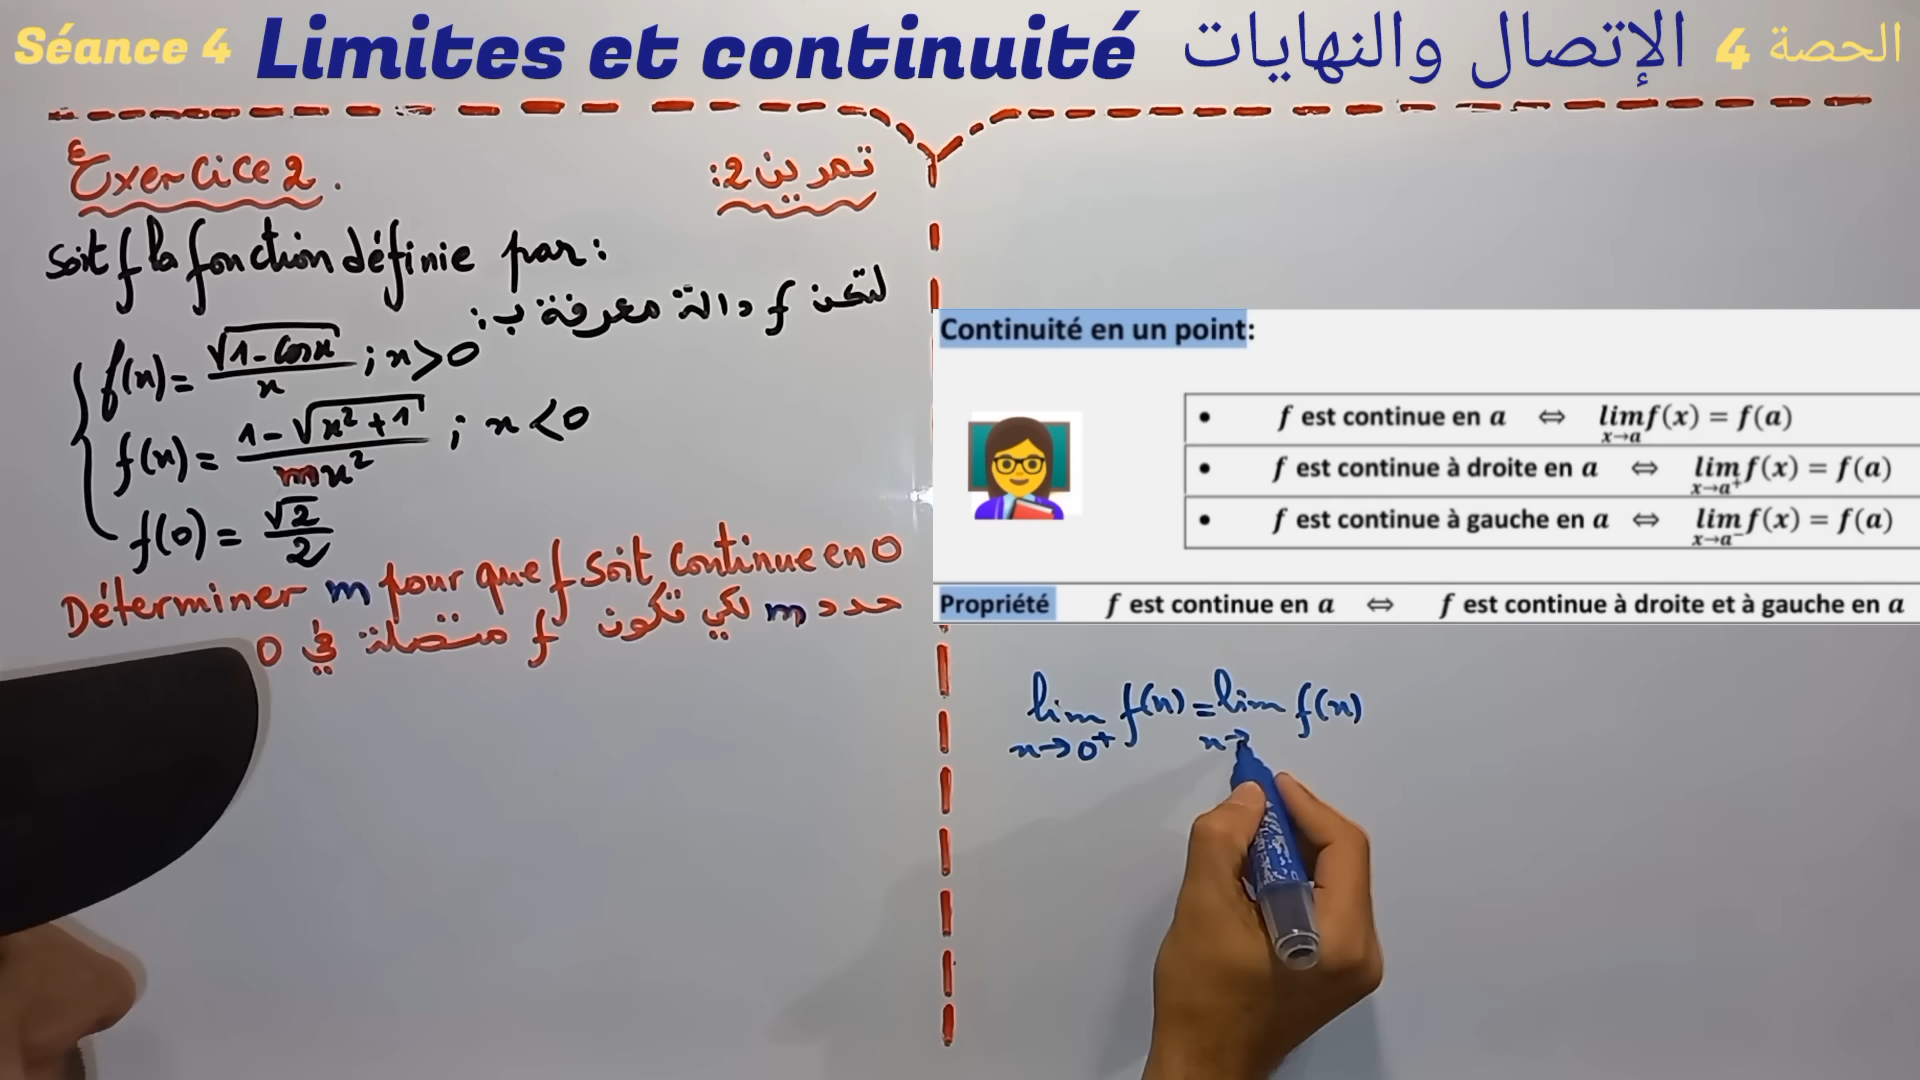 Séance 4 Limites et continuité الإتصال والنهايات الحصة 4
Exercice 2. تمرين 2:
Soit f la fonction définie par:
لتكن f دالة معرفة ب:
f(x) = √(1-cosx) / x ; x>0
f(x) = 1-√(x²+1) / mx² ; x<0
f(0) = √2 / 2
Déterminer m pour que f soit continue en 0
حدد m لكي تكون f متصلة في 0
Continuité en un point:
• f est continue en a ⇔ lim x→a f(x) = f(a)
• f est continue à droite en a ⇔ lim x→a⁺ f(x) = f(a)
• f est continue à gauche en a ⇔ lim x→a⁻ f(x) = f(a)
Propriété f est continue en a ⇔ f est continue à droite et à gauche en a
lim f(x) = lim f(x)
x→0⁺ x→